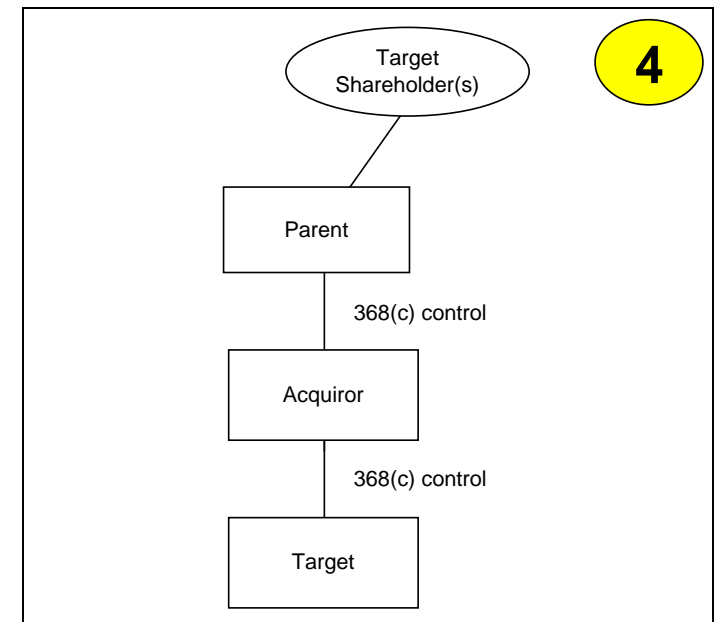 4
Target
Shareholder(s)
Parent
368(c) control
Acquiror
368(c) control
Target